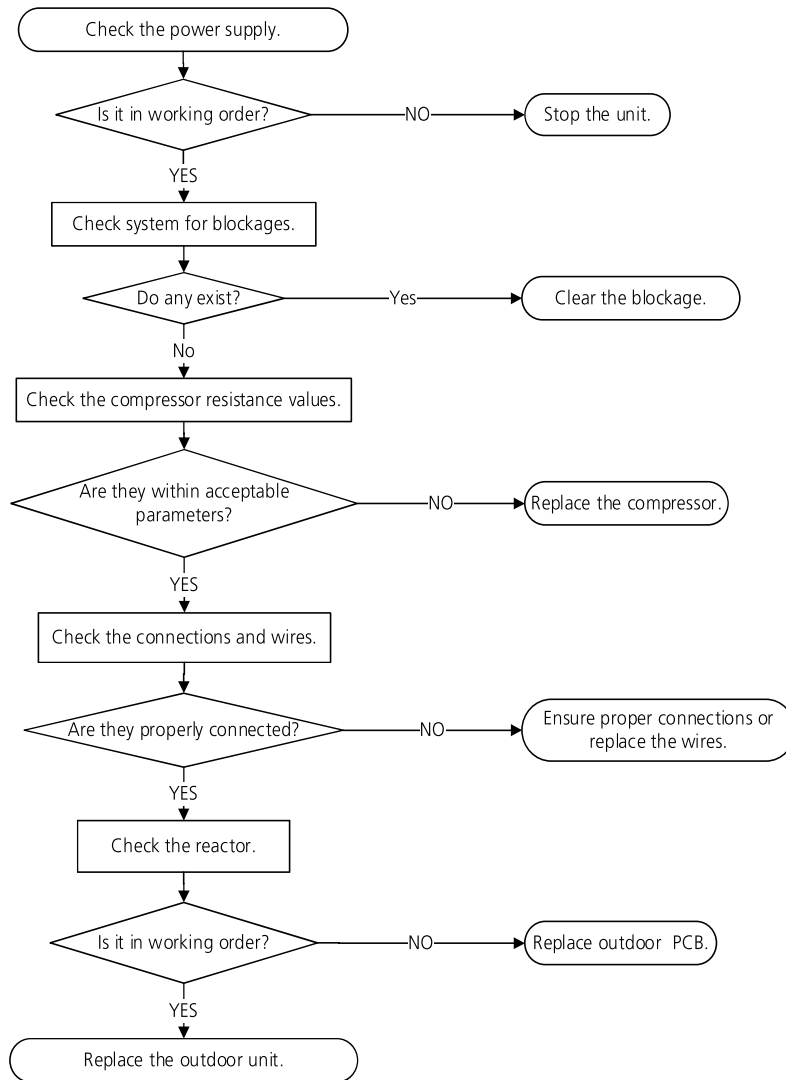 Check the power supply.
Is it in working order?
NO
Stop the unit.
YES
Check system for blockages.
Do any exist?
Yes
Clear the blockage.
No
Check the compressor resistance values.
Are they within acceptable
parameters?
NO
Replace the compressor.
YES
Check the connections and wires.
Are they properly connected?
NO
Ensure proper connections or
replace the wires.
YES
Check the reactor.
Is it in working order?
NO
Replace outdoor PCB.
YES
Replace the outdoor unit.